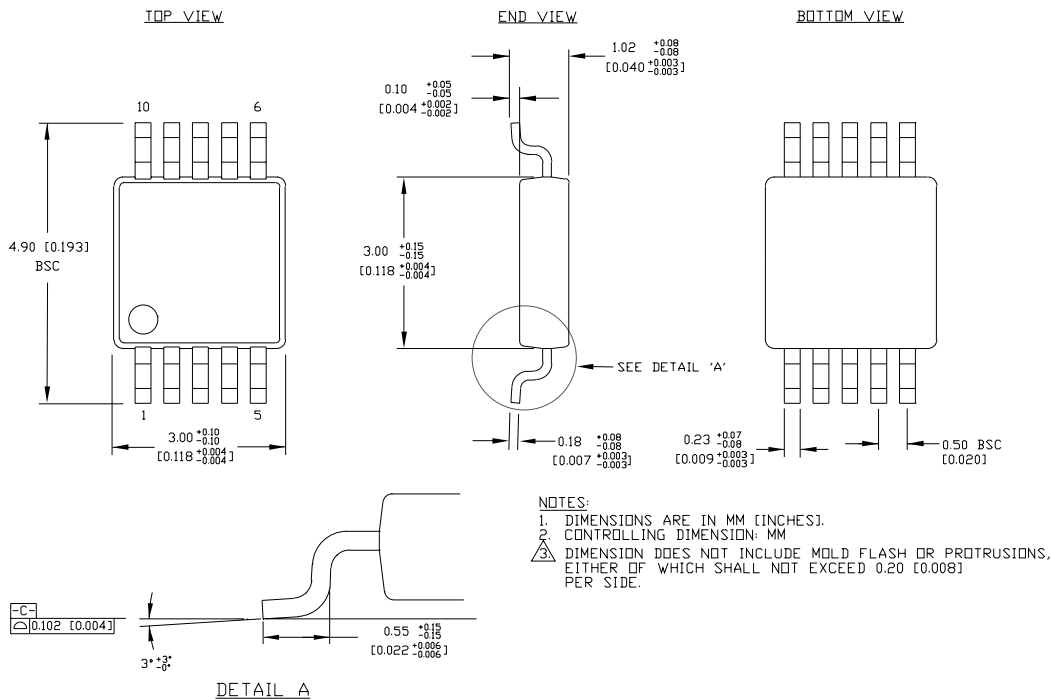 TOP VIEW
END VIEW
BOTTOM VIEW
1.02 +0.08 -0.08
[0.040 +0.003 -0.003]
0.10 +0.05 -0.05
[0.004 +0.002 -0.002]
10 6
4.90 [0.193]
BSC
3.00 +0.15 -0.15
[0.118 +0.004 -0.004]
SEE DETAIL 'A'
1 5
3.00 +0.10 -0.10
[0.118 +0.004 -0.004]
0.18 +0.08 -0.08
[0.007 +0.003 -0.003]
0.23 +0.07 -0.08
[0.009 +0.003 -0.003]
0.50 BSC
[0.020]
NOTES:
1. DIMENSIONS ARE IN MM [INCHES].
2. CONTROLLING DIMENSION: MM
3. DIMENSION DOES NOT INCLUDE MOLD FLASH OR PROTRUSIONS,
EITHER OF WHICH SHALL NOT EXCEED 0.20 [0.008]
PER SIDE.
-C-
0.102 [0.004]
3° +3° -0°
0.55 +0.15 -0.15
[0.022 +0.006 -0.006]
DETAIL A